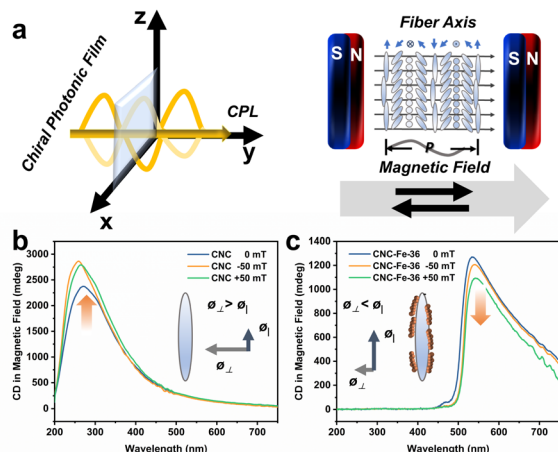 a
Chiral Photonic Film
z
CPL
y
x
Fiber Axis
S N
S N
P
Magnetic Field
b
CD in Magnetic Field (mdeg)
3000
2500
2000
1500
1000
500
0
CNC 0 mT
CNC -50 mT
CNC +50 mT
ø⊥> ø|
ø|
ø⊥
200 300 400 500 600 700
Wavelength (nm)
c
CD in Magnetic Field (mdeg)
1400
1200
1000
800
600
400
200
0
CNC-Fe-36 0 mT
CNC-Fe-36 -50 mT
CNC-Fe-36 +50 mT
ø⊥< ø|
ø|
ø⊥
200 300 400 500 600 700
Wavelength (nm)